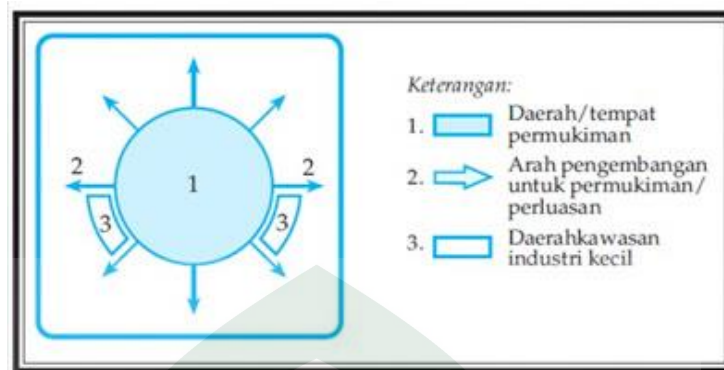 2
1
2
3
3
Keterangan:
1. Daerah/tempat
permukiman
2. Arah pengembangan
untuk permukiman/
perluasan
3. Daerahkawasan
industri kecil